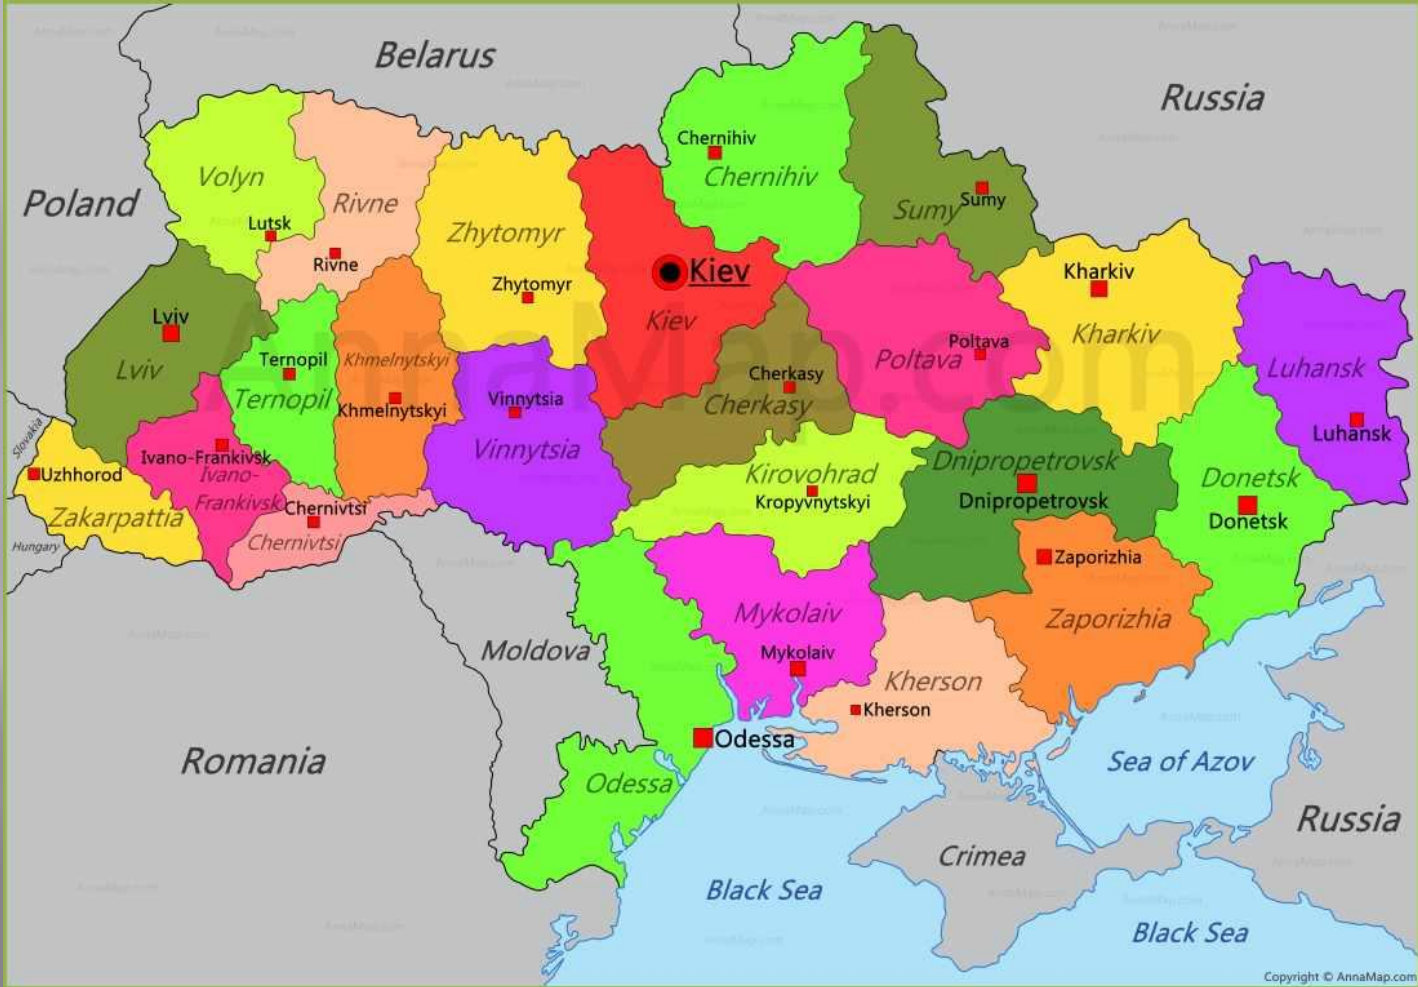 Belarus
Russia
Poland
Volyn
Lutsk
Rivne
Rivne
Zhytomyr
Zhytomyr
Kiev
Kiev
Chernihiv
Chernihiv
Sumy
Sumy
Lviv
Lviv
Ternopil
Ternopil
Khmelnytskyi
Khmelnytskyi
Vinnytsia
Vinnytsia
Cherkasy
Cherkasy
Poltava
Poltava
Kharkiv
Kharkiv
Luhansk
Luhansk
Slovakia
Uzhhorod
Zakarpattia
Hungary
Ivano-Frankivsk
Ivano-
Frankivsk
Chernivtsi
Chernivtsi
Kirovohrad
Kropyvnytskyi
Dnipropetrovsk
Dnipropetrovsk
Donetsk
Donetsk
Zaporizhia
Zaporizhia
Moldova
Mykolaiv
Mykolaiv
Kherson
Kherson
Odessa
Odessa
Romania
Sea of Azov
Russia
Crimea
Black Sea
Black Sea
AnnaMap.com
Copyright © AnnaMap.com